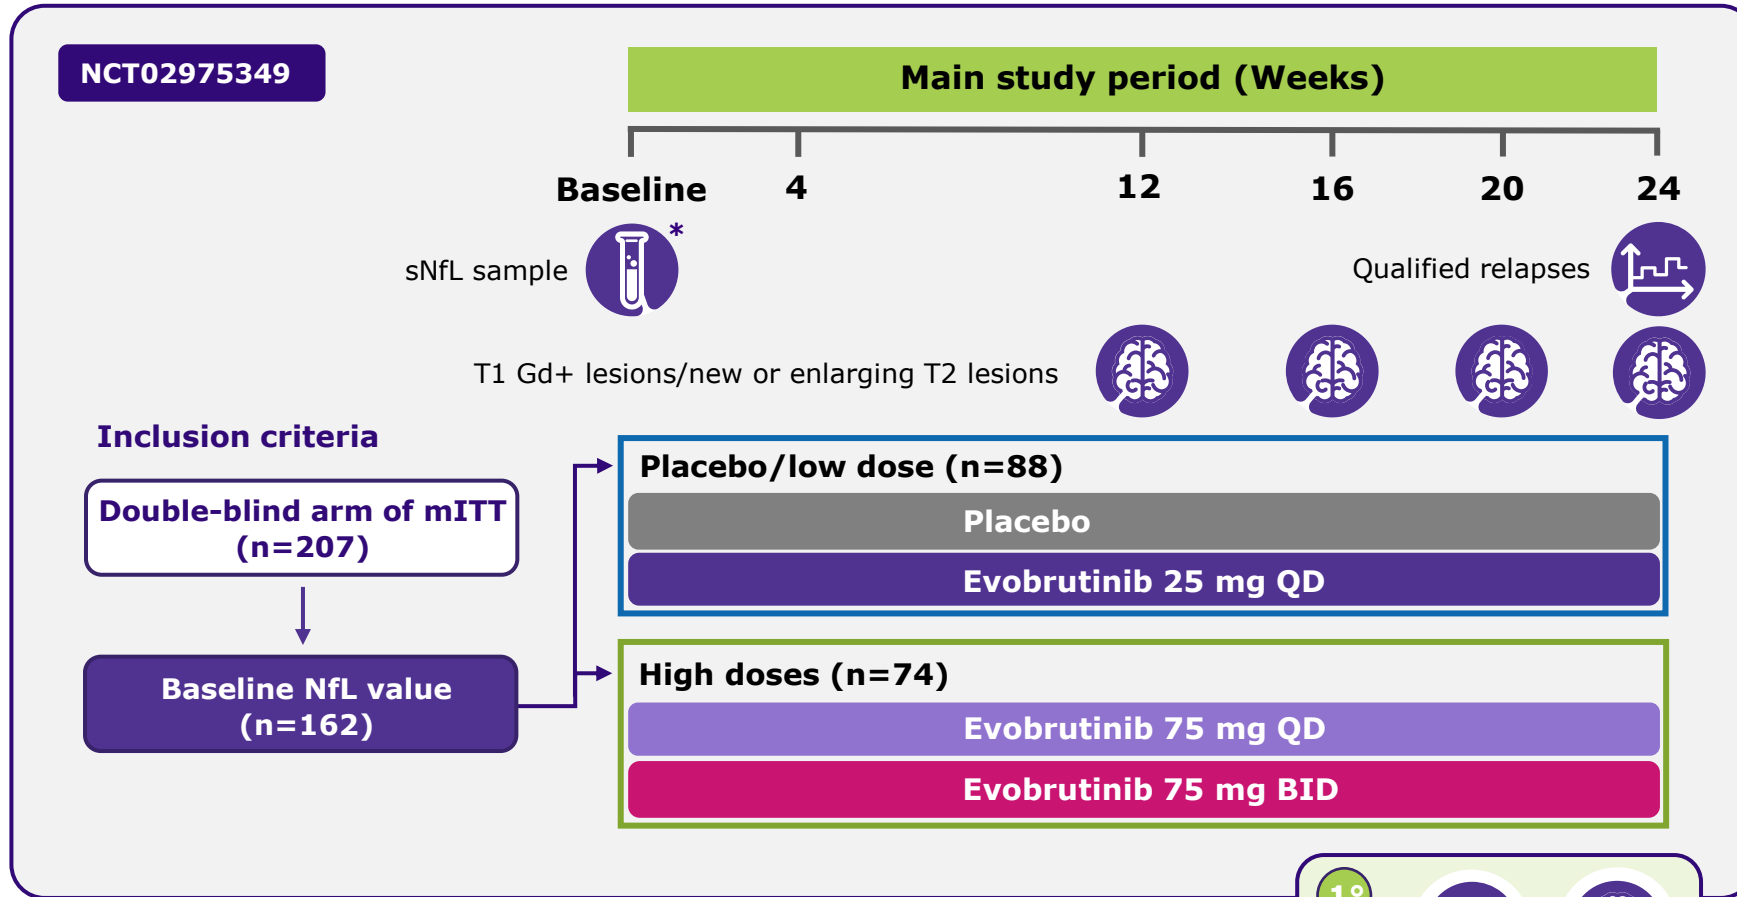 NCT02975349
Main study period (Weeks)
Baseline 4 12 16 20 24
sNfL sample *
Qualified relapses
T1 Gd+ lesions/new or enlarging T2 lesions
Inclusion criteria
Double-blind arm of mITT
(n=207)
Baseline NfL value
(n=162)
Placebo/low dose (n=88)
Placebo
Evobrutinib 25 mg QD
High doses (n=74)
Evobrutinib 75 mg QD
Evobrutinib 75 mg BID
1°